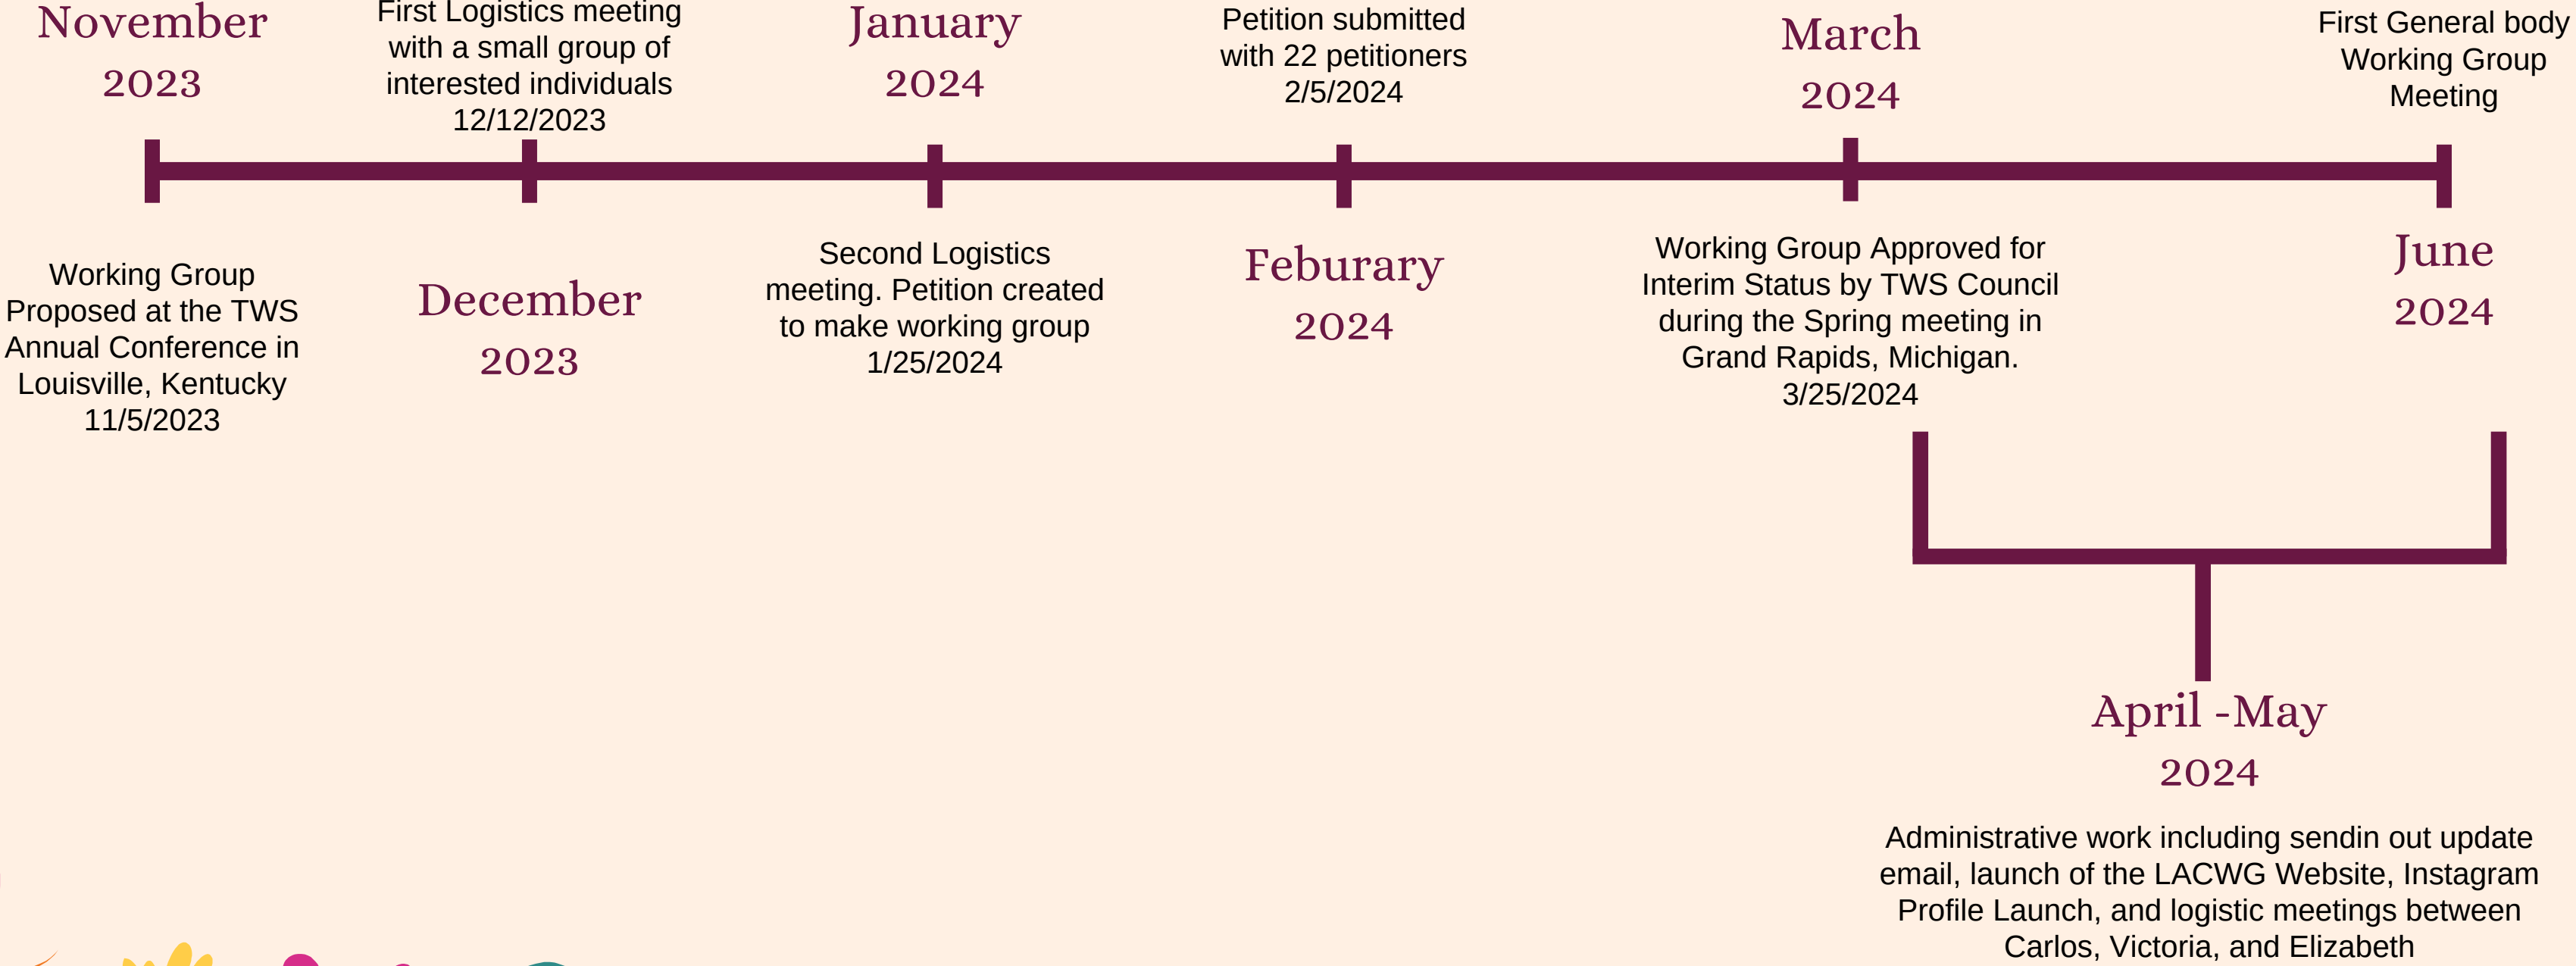 November
2023
Working Group
Proposed at the TWS
Annual Conference in
Louisville, Kentucky
11/5/2023
First Logistics meeting
with a small group of
interested individuals
12/12/2023
December
2023
January
2024
Second Logistics
meeting. Petition created
to make working group
1/25/2024
Petition submitted
with 22 petitioners
2/5/2024
Feburary
2024
March
2024
Working Group Approved for
Interim Status by TWS Council
during the Spring meeting in
Grand Rapids, Michigan.
3/25/2024
First General body
Working Group
Meeting
June
2024
April -May
2024
Administrative work including sendin out update
email, launch of the LACWG Website, Instagram
Profile Launch, and logistic meetings between
Carlos, Victoria, and Elizabeth